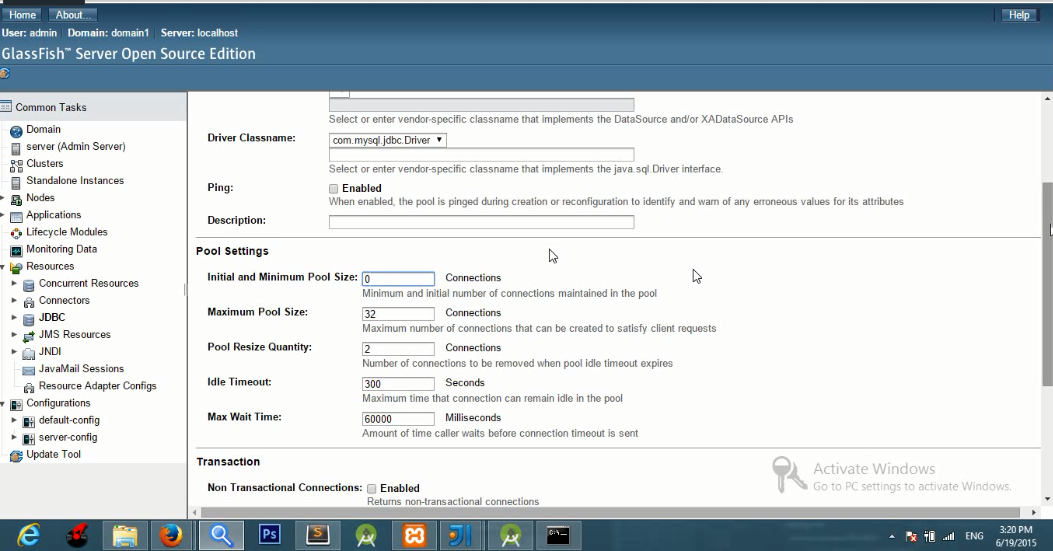 Home About... Help
User: admin Domain: domain1 Server: localhost
GlassFish™ Server Open Source Edition
Common Tasks
Domain
server (Admin Server)
Clusters
Standalone Instances
Nodes
Applications
Lifecycle Modules
Monitoring Data
Resources
Concurrent Resources
Connectors
JDBC
JMS Resources
JNDI
JavaMail Sessions
Resource Adapter Configs
Configurations
default-config
server-config
Update Tool
Select or enter vendor-specific classname that implements the DataSource and/or XADataSource APIs
Driver Classname: com.mysql.jdbc.Driver
Select or enter vendor-specific classname that implements the java.sql.Driver interface.
Ping: Enabled
When enabled, the pool is pinged during creation or reconfiguration to identify and warn of any erroneous values for its attributes
Description:
Pool Settings
Initial and Minimum Pool Size: 0 Connections
Minimum and initial number of connections maintained in the pool
Maximum Pool Size: 32 Connections
Maximum number of connections that can be created to satisfy client requests
Pool Resize Quantity: 2 Connections
Number of connections to be removed when pool idle timeout expires
Idle Timeout: 300 Seconds
Maximum time that connection can remain idle in the pool
Max Wait Time: 60000 Milliseconds
Amount of time caller waits before connection timeout is sent
Transaction
Non Transactional Connections: Enabled
Returns non-transactional connections
Activate Windows
Go to PC settings to activate Windows.
Ps
S
ENG
3:20 PM
6/19/2015